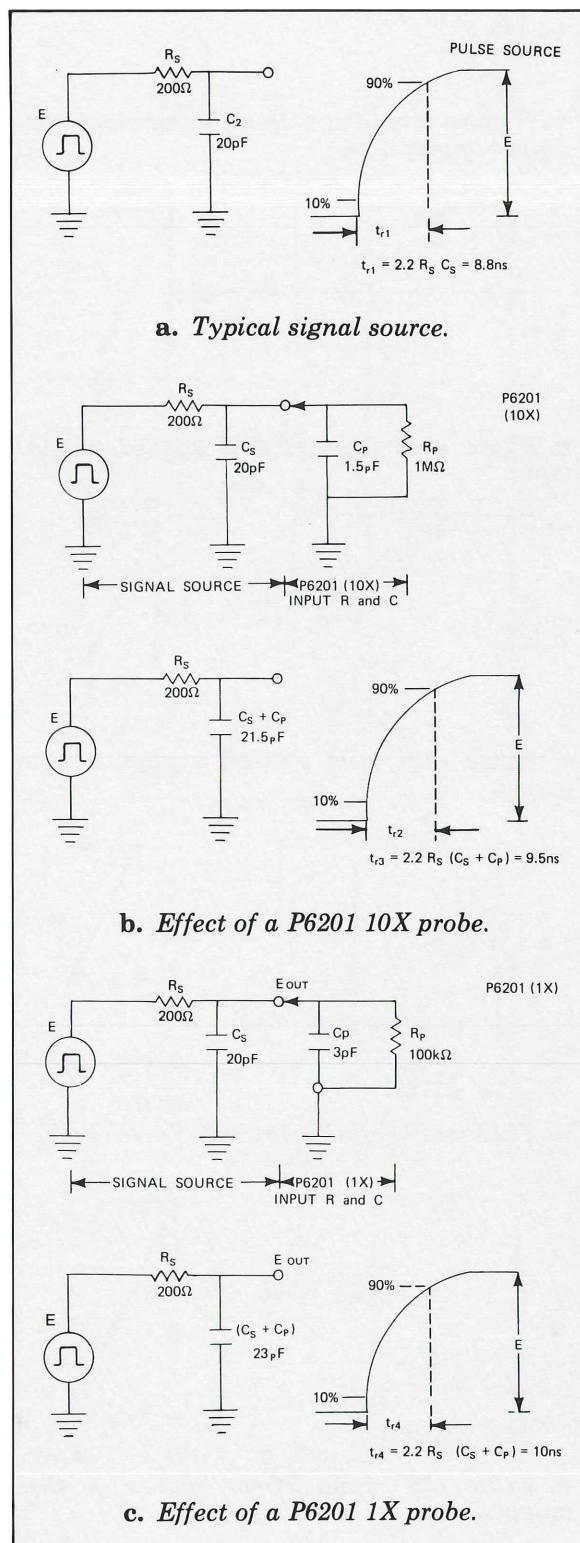 PULSE SOURCE
R_S
200Ω
E
C_2
20pF
90%
E
10%
t_r1
t_r1 = 2.2 R_S C_S = 8.8ns
a. Typical signal source.
P6201
(10X)
R_S
200Ω
E
C_S
20pF
C_P
1.5pF
R_P
1MΩ
SIGNAL SOURCE
P6201 (10X)
INPUT R and C
R_S
200Ω
E
C_S + C_P
21.5pF
90%
E
10%
t_r2
t_r3 = 2.2 R_S (C_S + C_P) = 9.5ns
b. Effect of a P6201 10X probe.
E OUT
P6201 (1X)
R_S
200Ω
E
C_S
20pF
C_P
3pF
R_P
100kΩ
SIGNAL SOURCE
P6201 (1X)
INPUT R and C
R_S
200Ω
E OUT
E
(C_S + C_P)
23pF
90%
E
10%
t_r4
t_r4 = 2.2 R_S (C_S + C_P) = 10ns
c. Effect of a P6201 1X probe.